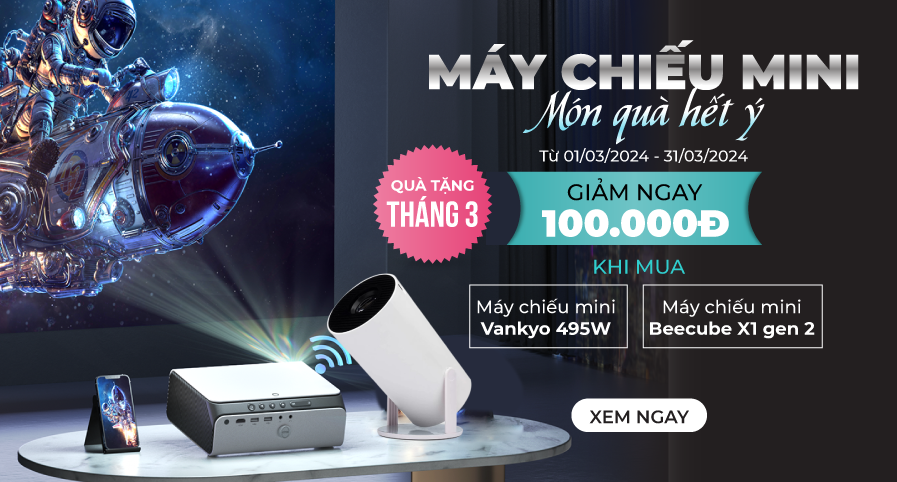 MÁY CHIẾU MINI
Món quà hết ý
Từ 01/03/2024 - 31/03/2024
QUÀ TẶNG
THÁNG 3
GIẢM NGAY
100.000Đ
KHI MUA
Máy chiếu mini
Vankyo 495W
Máy chiếu mini
Beecube X1 gen 2
XEM NGAY